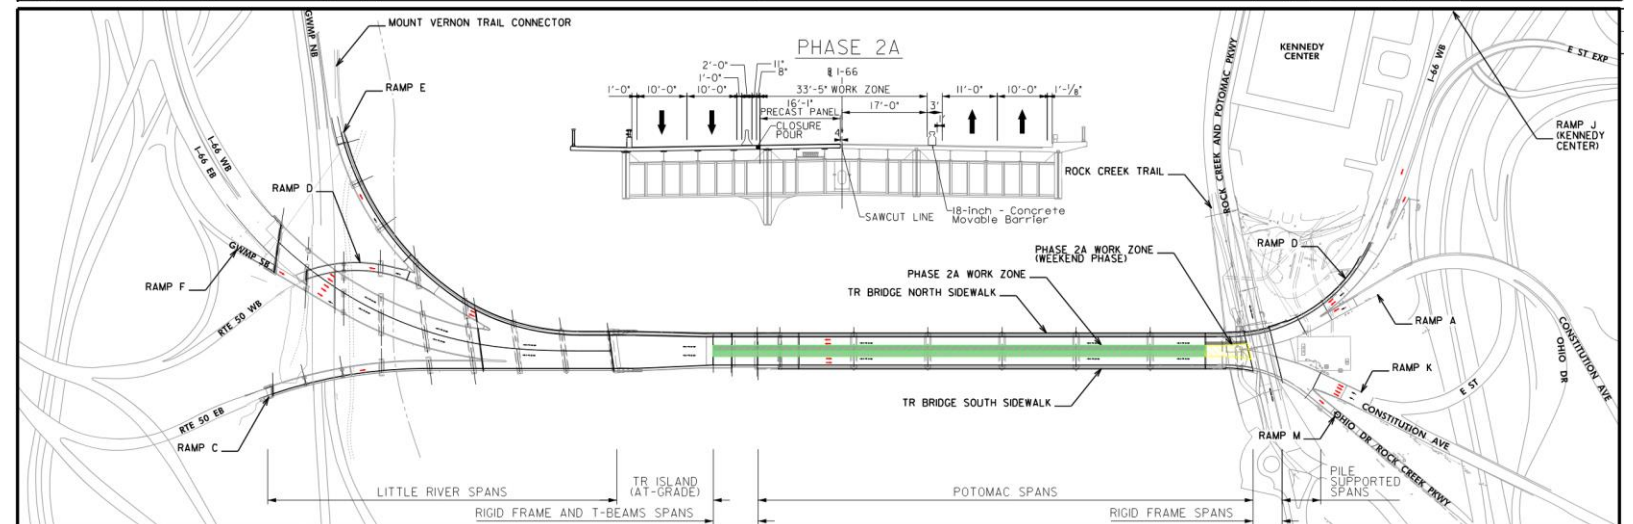 MOUNT VERNON TRAIL CONNECTOR
GWMP NB
RAMP E
I-66 WB
I-66 EB
RAMP D
GWMP SB
RAMP F
RTE 50 WB
RTE 50 EB
RAMP C
PHASE 2A
2'-0"
11"
1'-0"
8"
I-66
1'-0"
10'-0"
10'-0"
33'-5" WORK ZONE
11'-0"
10'-0"
1'-⅛"
16'-1"
PRECAST PANEL
17'-0"
3'
1'
CLOSURE
POUR
4"
SAWCUT LINE
18-inch - Concrete
Movable Barrier
ROCK CREEK TRAIL
ROCK CREEK AND POTOMAC PKWY
KENNEDY
CENTER
I-66 WB
E ST EXP
RAMP J
(KENNEDY
CENTER)
PHASE 2A WORK ZONE
(WEEKEND PHASE)
RAMP D
PHASE 2A WORK ZONE
TR BRIDGE NORTH SIDEWALK
RAMP A
CONSTITUTION AVE
OHIO DR
RAMP K
E ST
TR BRIDGE SOUTH SIDEWALK
CONSTITUTION AVE
RAMP M
OHIO DR/ROCK CREEK PKWY
LITTLE RIVER SPANS
TR ISLAND
(AT-GRADE)
POTOMAC SPANS
PILE
SUPPORTED
SPANS
RIGID FRAME AND T-BEAMS SPANS
RIGID FRAME SPANS